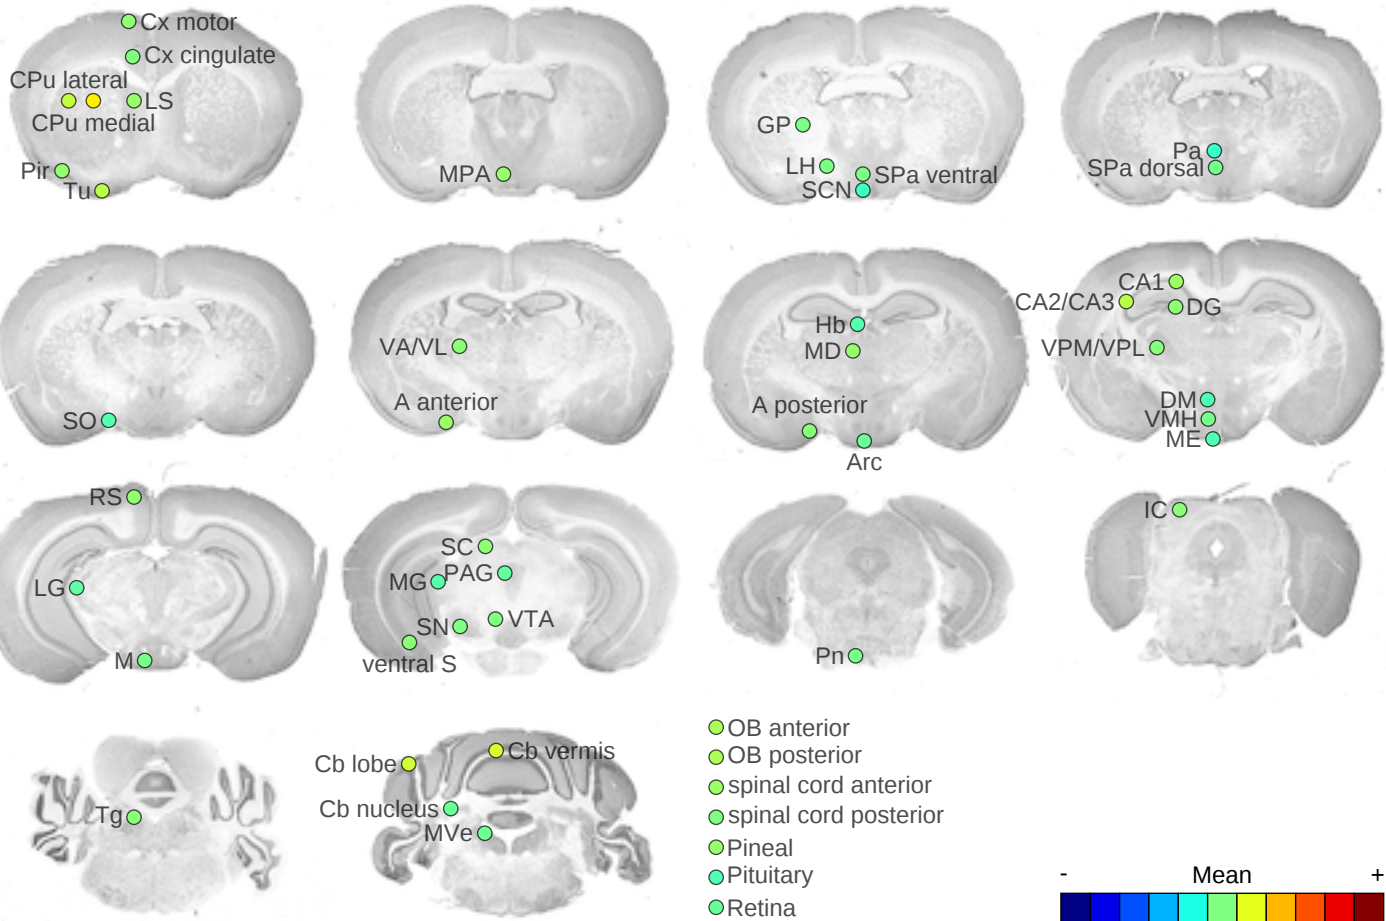 Cx motor
Cx cingulate
CPu lateral
LS
CPu medial
Pir
Tu
MPA
GP
LH
SPa ventral
SCN
Pa
SPa dorsal
SO
VA/VL
A anterior
Hb
MD
A posterior
Arc
CA1
CA2/CA3
DG
VPM/VPL
DM
VMH
ME
RS
LG
M
SC
MG
PAG
SN
VTA
ventral S
Pn
IC
Tg
Cb lobe
Cb vermis
Cb nucleus
MVe
OB anterior
OB posterior
spinal cord anterior
spinal cord posterior
Pineal
Pituitary
Retina
- Mean +